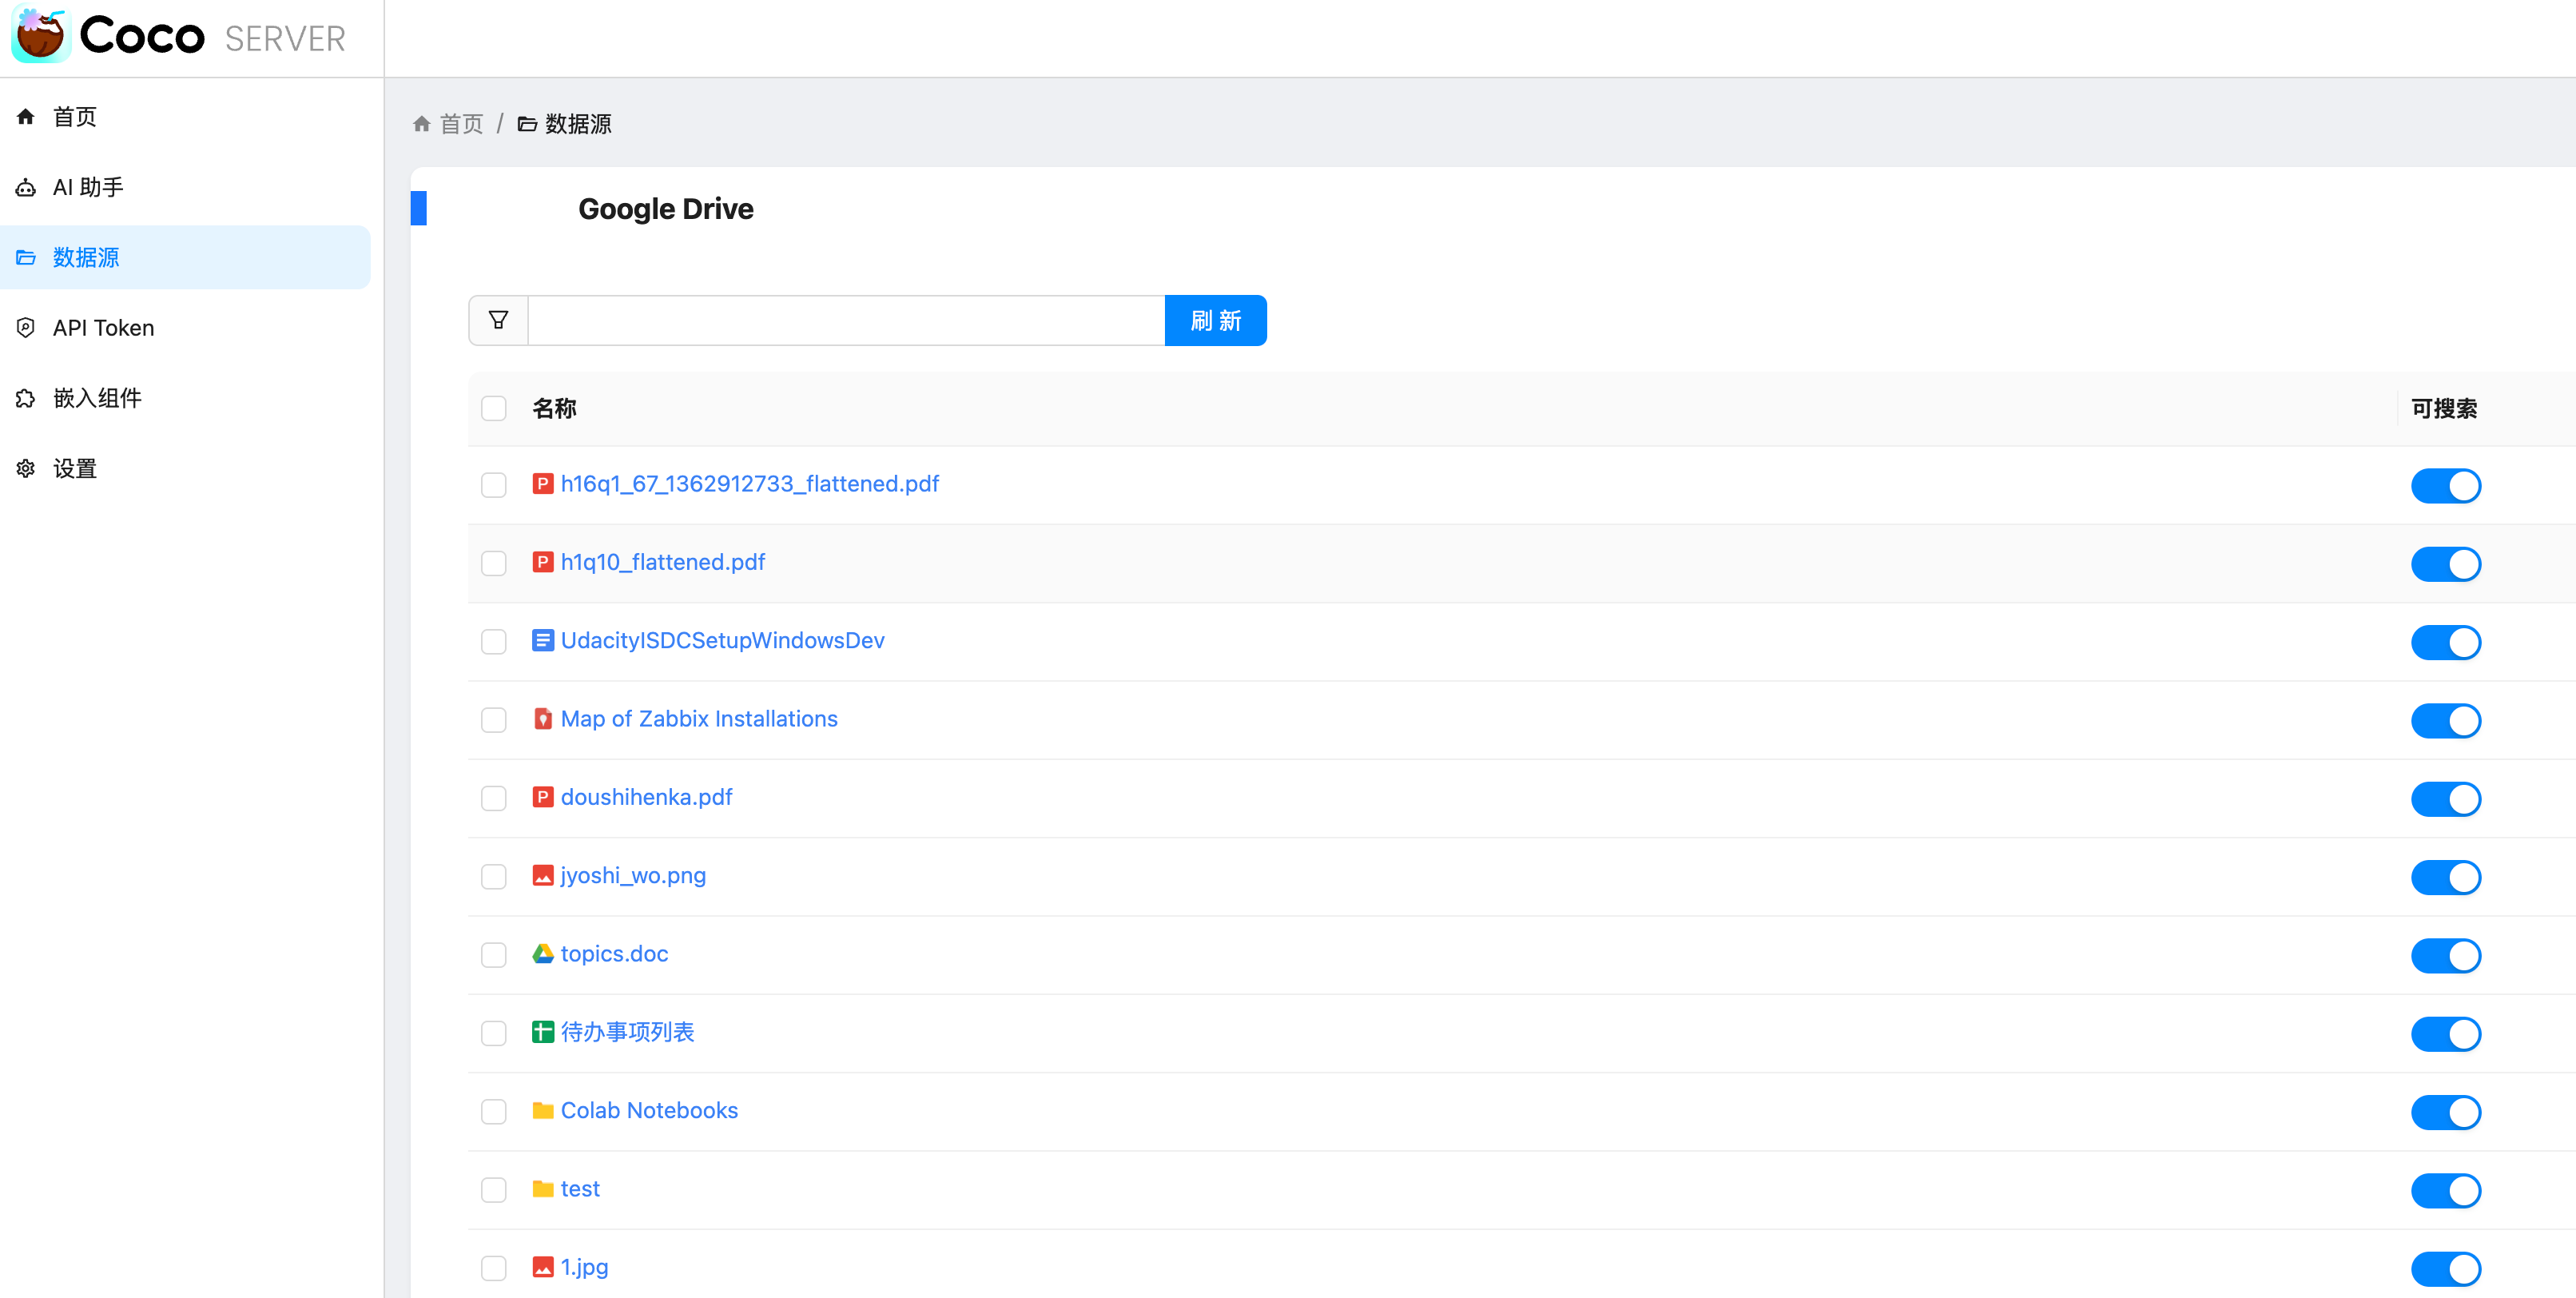 Coco SERVER
首页
AI 助手
数据源
API Token
嵌入组件
设置
首页 / 数据源
Google Drive
刷 新
名称 可搜索
h16q1_67_1362912733_flattened.pdf
h1q10_flattened.pdf
UdacityISDCSetupWindowsDev
Map of Zabbix Installations
doushihenka.pdf
jyoshi_wo.png
topics.doc
待办事项列表
Colab Notebooks
test
1.jpg